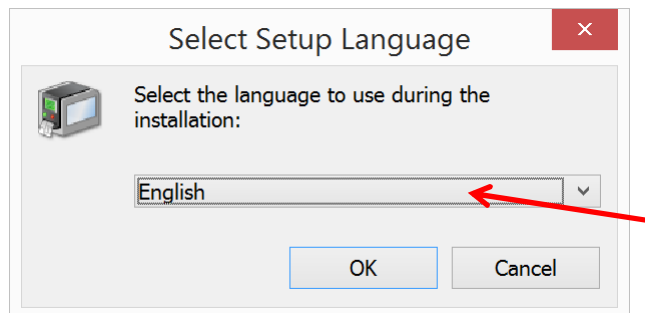 Select Setup Language
Select the language to use during the
installation:
English
OK
Cancel